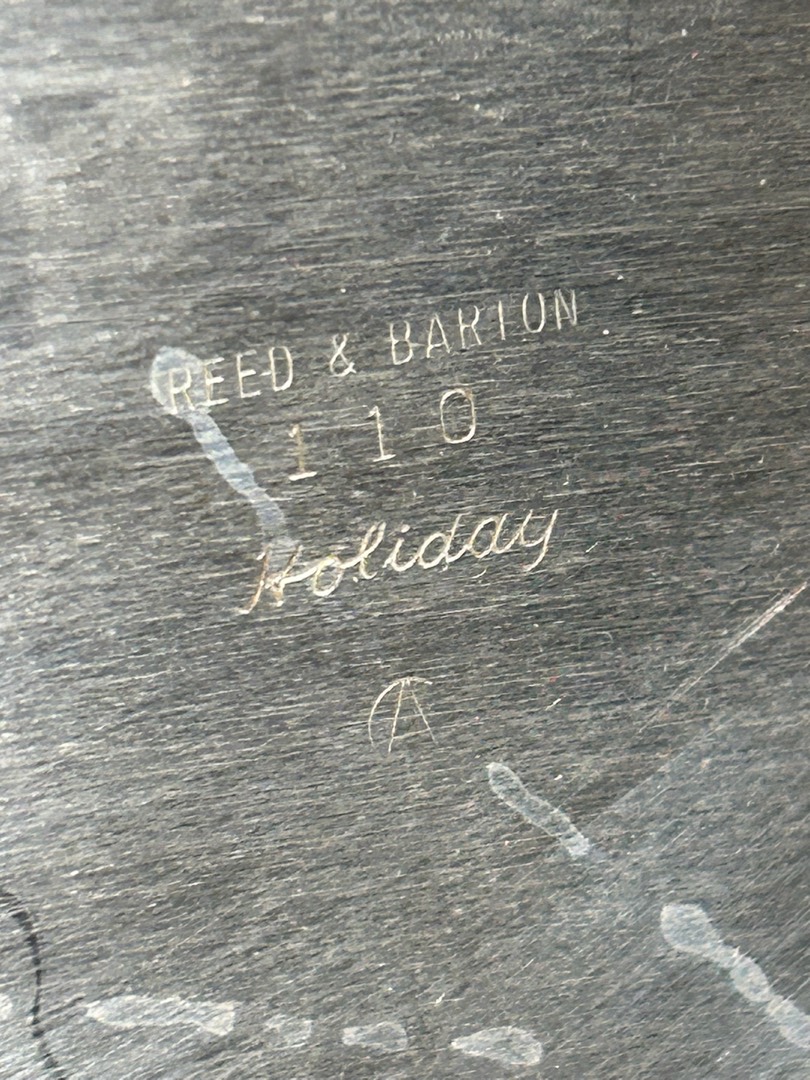 REED & BARTON
110
Holiday